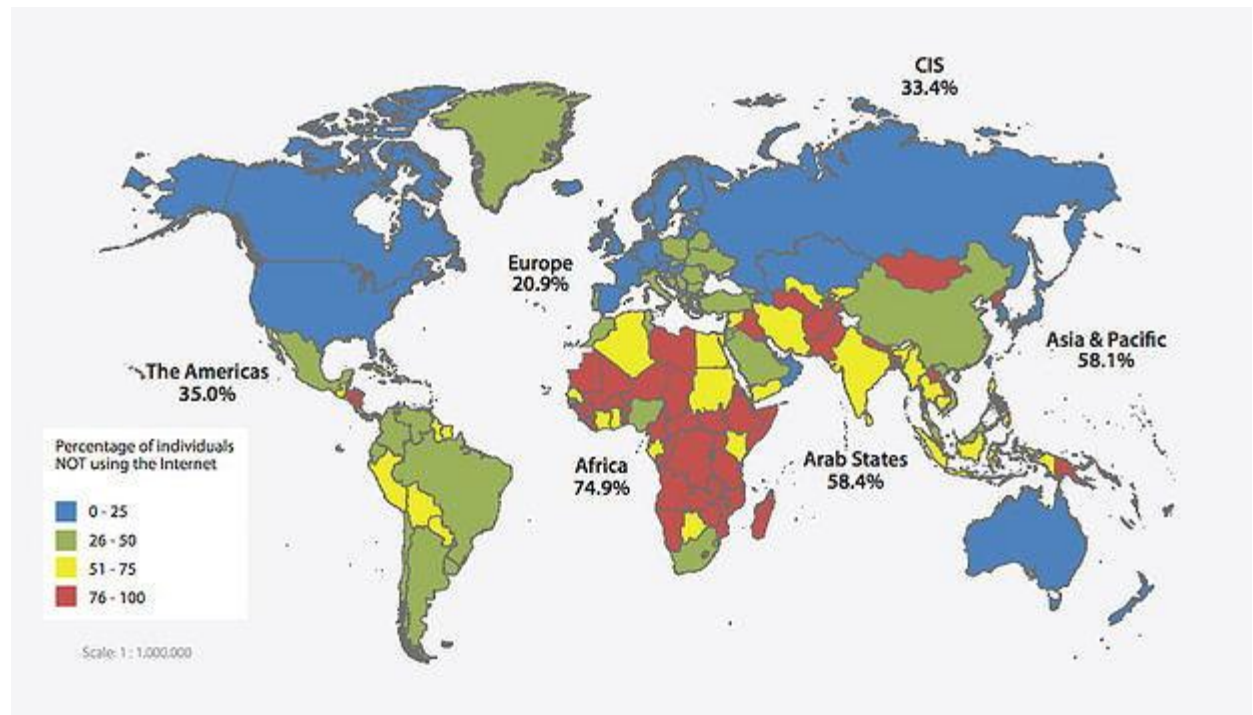 CIS
33.4%
Europe
20.9%
Asia & Pacific
58.1%
The Americas
35.0%
Africa
74.9%
Arab States
58.4%
Percentage of individuals
NOT using the Internet
0 - 25
26 - 50
51 - 75
76 - 100
Scale: 1 : 1,000,000